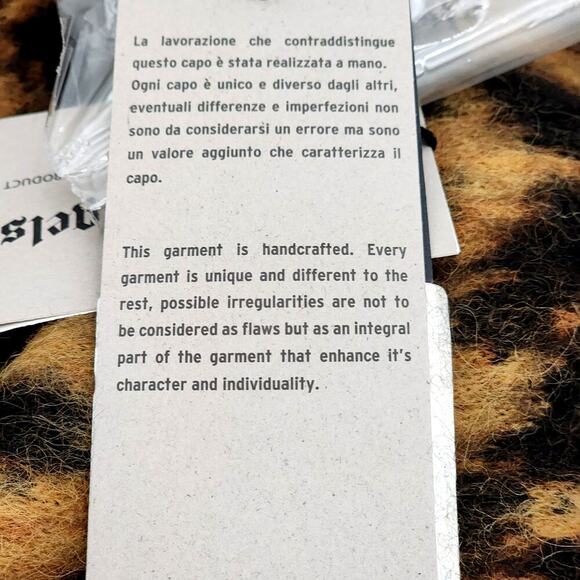 La lavorazione che contraddistingue
questo capo è stata realizzata a mano.
Ogni capo è unico e diverso dagli altri,
eventuali differenze e imperfezioni non
sono da considerarsi un errore ma sono
un valore aggiunto che caratterizza il
capo.
This garment is handcrafted. Every
garment is unique and different to the
rest, possible irregularities are not to
be considered as flaws but as an integral
part of the garment that enhance it's
character and individuality.
PRODUCT
gels